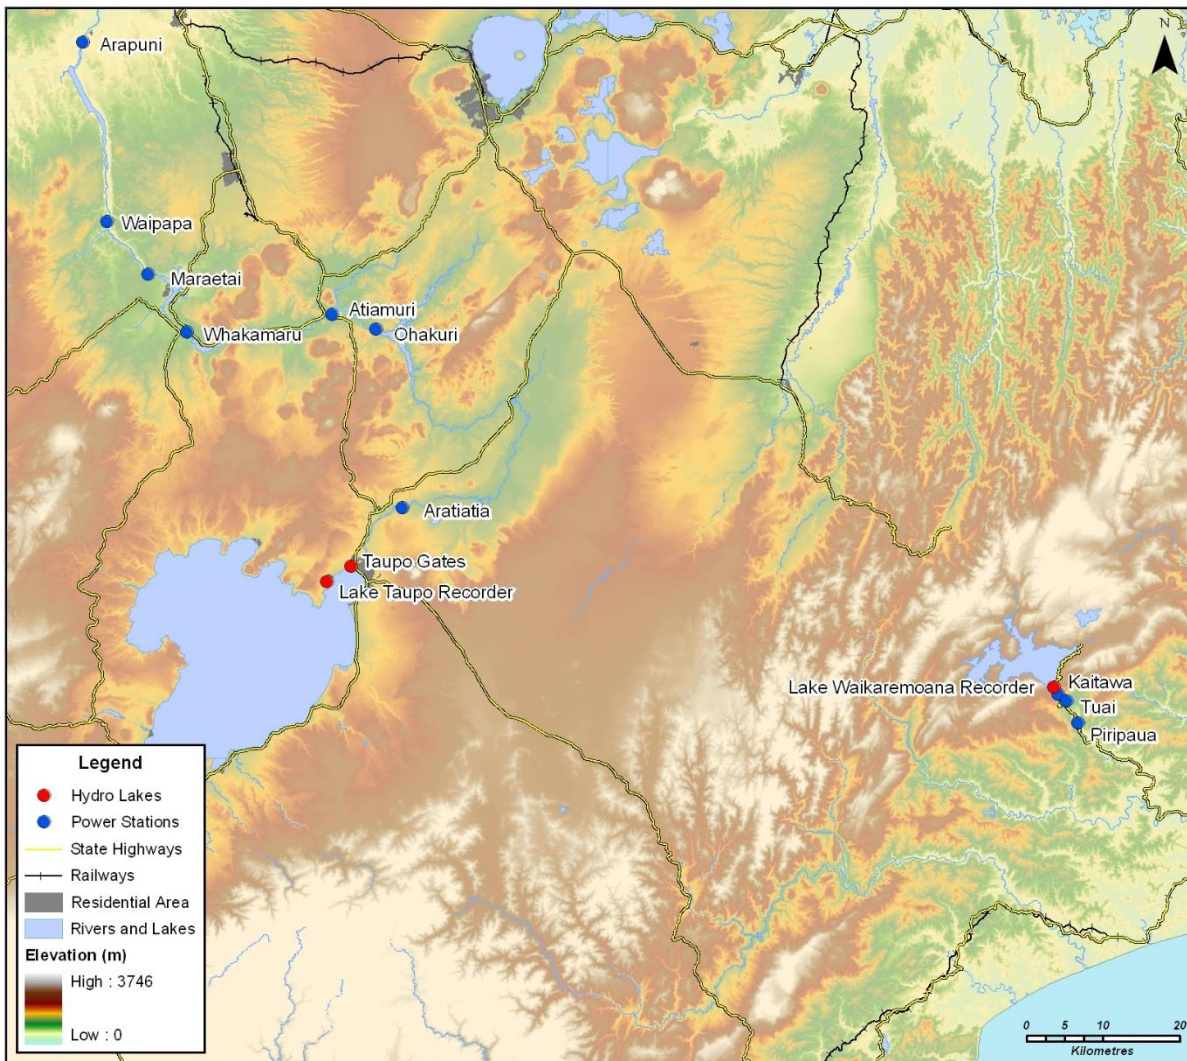 N
Arapuni
Waipapa
Maraetai
Whakamaru
Atiamuri
Ohakuri
Aratiatia
Taupo Gates
Lake Taupo Recorder
Lake Waikaremoana Recorder
Kaitawa
Tuai
Piripaua
Legend
Hydro Lakes
Power Stations
State Highways
Railways
Residential Area
Rivers and Lakes
Elevation (m)
High : 3746
Low : 0
0 5 10 20
Kilometres